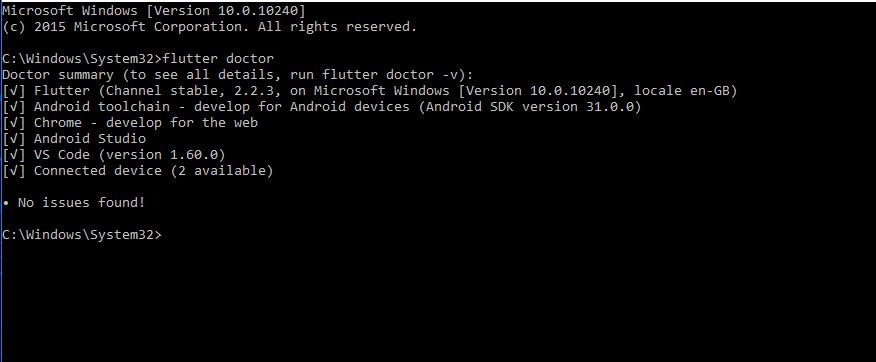 Microsoft Windows [Version 10.0.10240]
(c) 2015 Microsoft Corporation. All rights reserved.
C:\Windows\System32>flutter doctor
Doctor summary (to see all details, run flutter doctor -v):
[√] Flutter (Channel stable, 2.2.3, on Microsoft Windows [Version 10.0.10240], locale en-GB)
[√] Android toolchain - develop for Android devices (Android SDK version 31.0.0)
[√] Chrome - develop for the web
[√] Android Studio
[√] VS Code (version 1.60.0)
[√] Connected device (2 available)
• No issues found!
C:\Windows\System32>